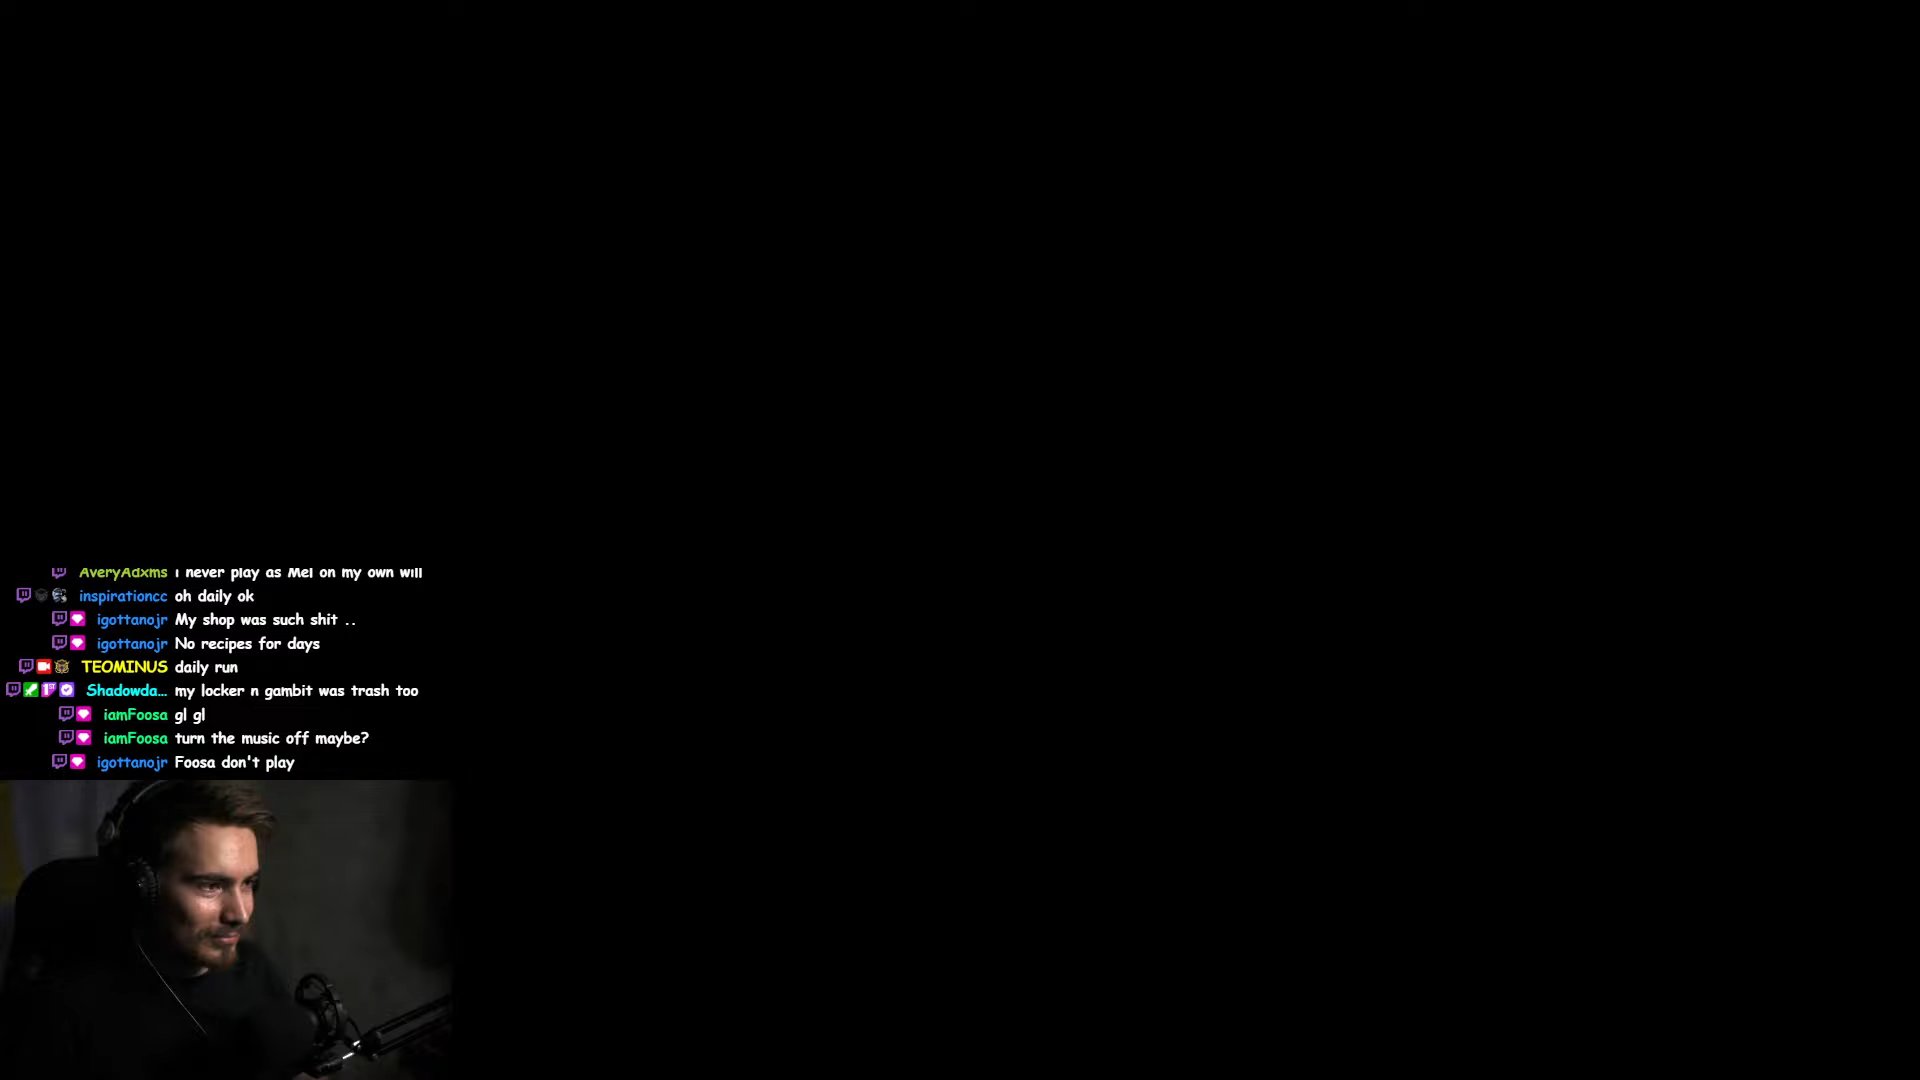 AveryAdxms i never play as Mel on my own will
inspirationcc oh daily ok
igottanojr My shop was such shit ..
igottanojr No recipes for days
TEOMINUS daily run
Shadowda... my locker n gambit was trash too
iamFoosa gl gl
iamFoosa turn the music off maybe?
igottanojr Foosa don't play